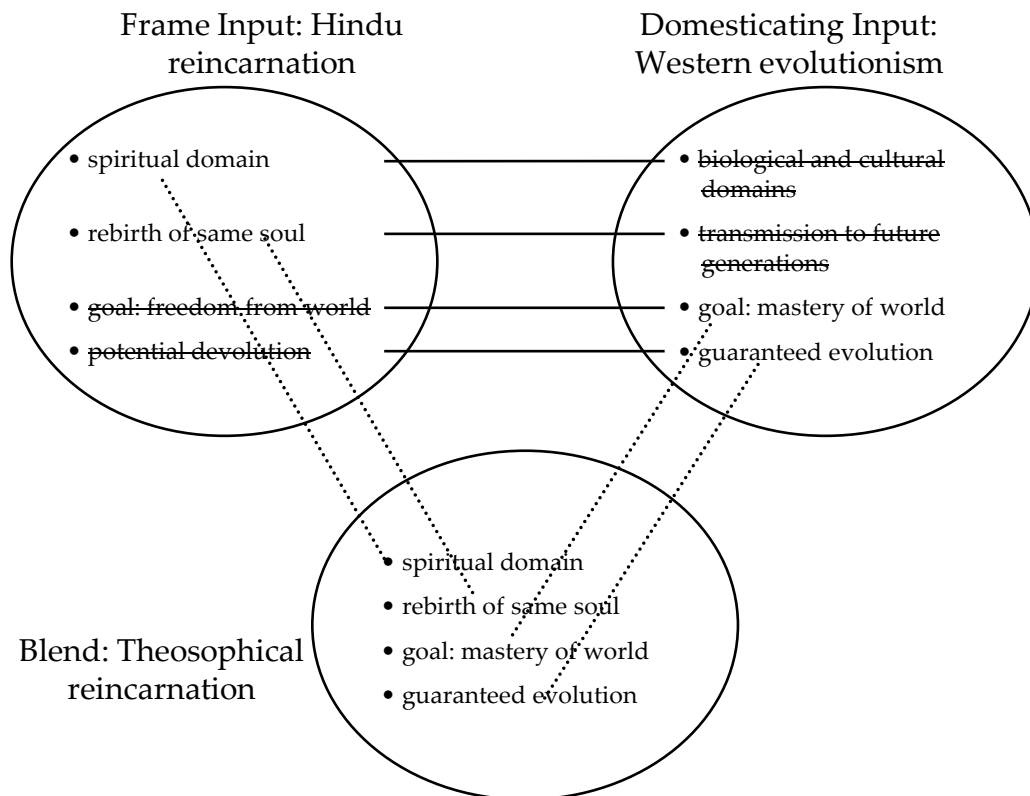 Frame Input: Hindu
reincarnation
Domesticating Input:
Western evolutionism
• spiritual domain
• rebirth of same soul
• goal: freedom from world
• potential devolution
• biological and cultural
domains
• transmission to future
generations
• goal: mastery of world
• guaranteed evolution
• spiritual domain
• rebirth of same soul
• goal: mastery of world
• guaranteed evolution
Blend: Theosophical
reincarnation